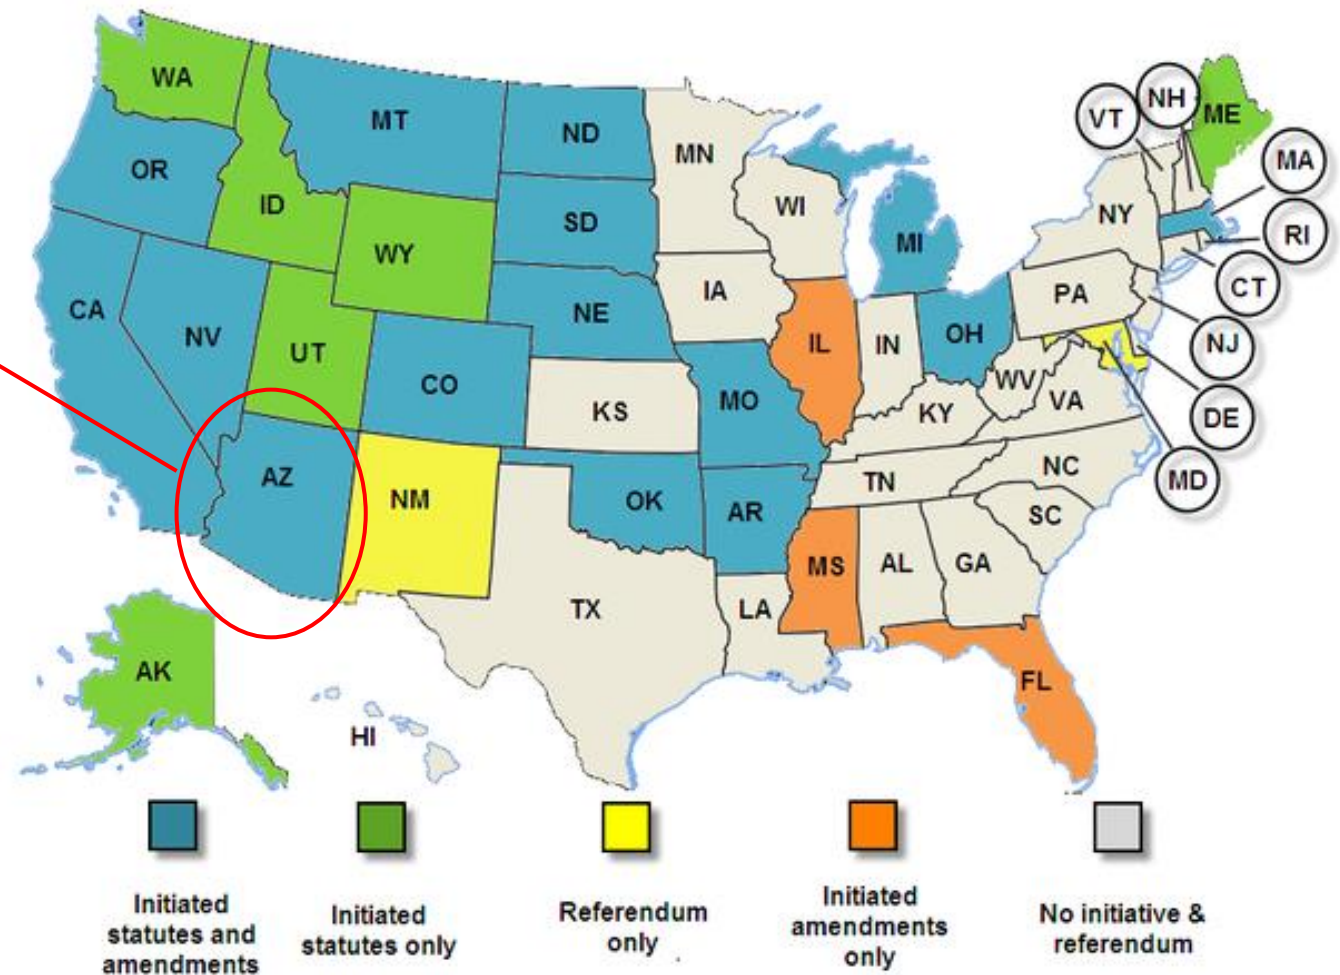 WA
MT
ND
MN
VT
NH
ME
OR
ID
SD
WI
NY
MA
WY
MI
RI
CA
NV
NE
IA
PA
CT
UT
CO
IL
IN
OH
NJ
KS
MO
WV
VA
KY
DE
AZ
NM
OK
AR
TN
NC
MD
SC
MS
AL
GA
TX
LA
AK
FL
HI
Initiated
statutes and
amendments
Initiated
statutes only
Referendum
only
Initiated
amendments
only
No initiative &
referendum